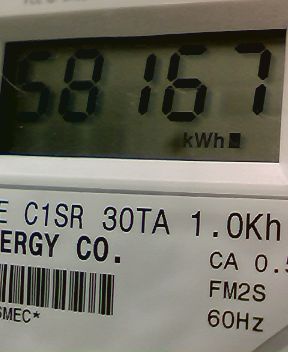 58167
kWh
E C1SR 30TA 1.0Kh
ERGY CO.
CA 0.5
FM2S
SMEC*
60Hz